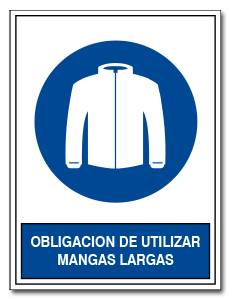 OBLIGACION DE UTILIZAR
MANGAS LARGAS